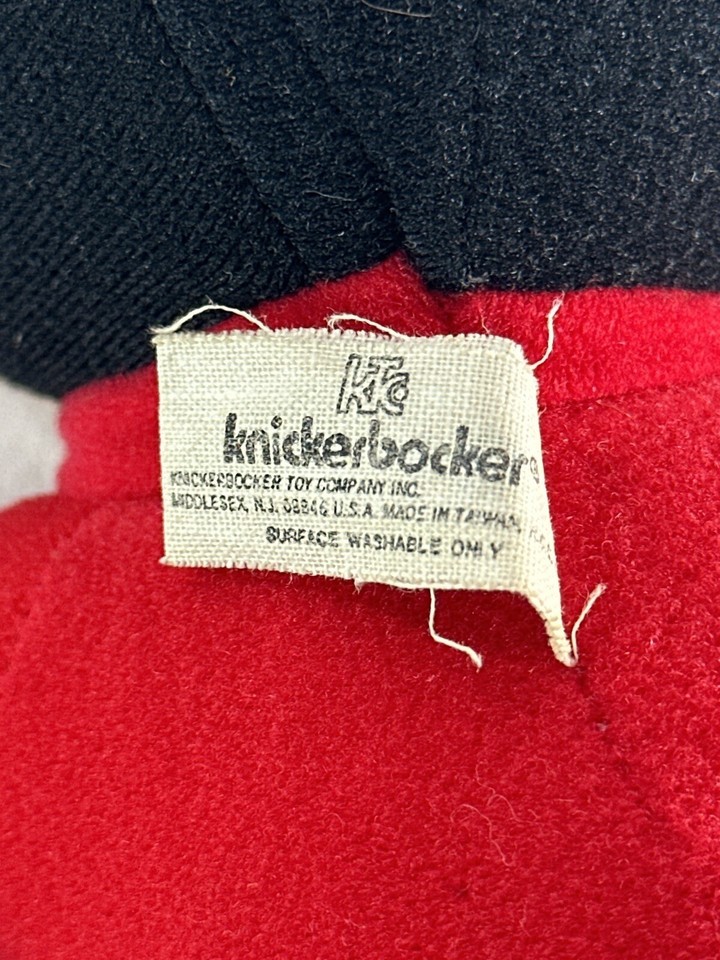 KTC
knickerbocker®
KNICKERBOCKER TOY COMPANY INC.
MIDDLESEX, N.J. 08846 U.S.A. MADE IN TAIWAN
SURFACE WASHABLE ONLY